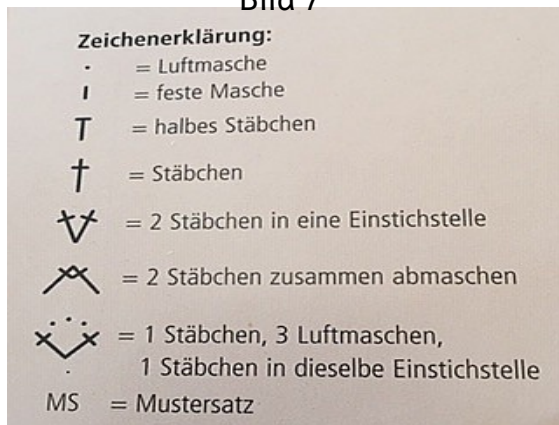 Bild 7
Zeichenerklärung:
· = Luftmasche
ı = feste Masche
T = halbes Stäbchen
† = Stäbchen
= 2 Stäbchen in eine Einstichstelle
= 2 Stäbchen zusammen abmaschen
= 1 Stäbchen, 3 Luftmaschen,
1 Stäbchen in dieselbe Einstichstelle
MS = Mustersatz